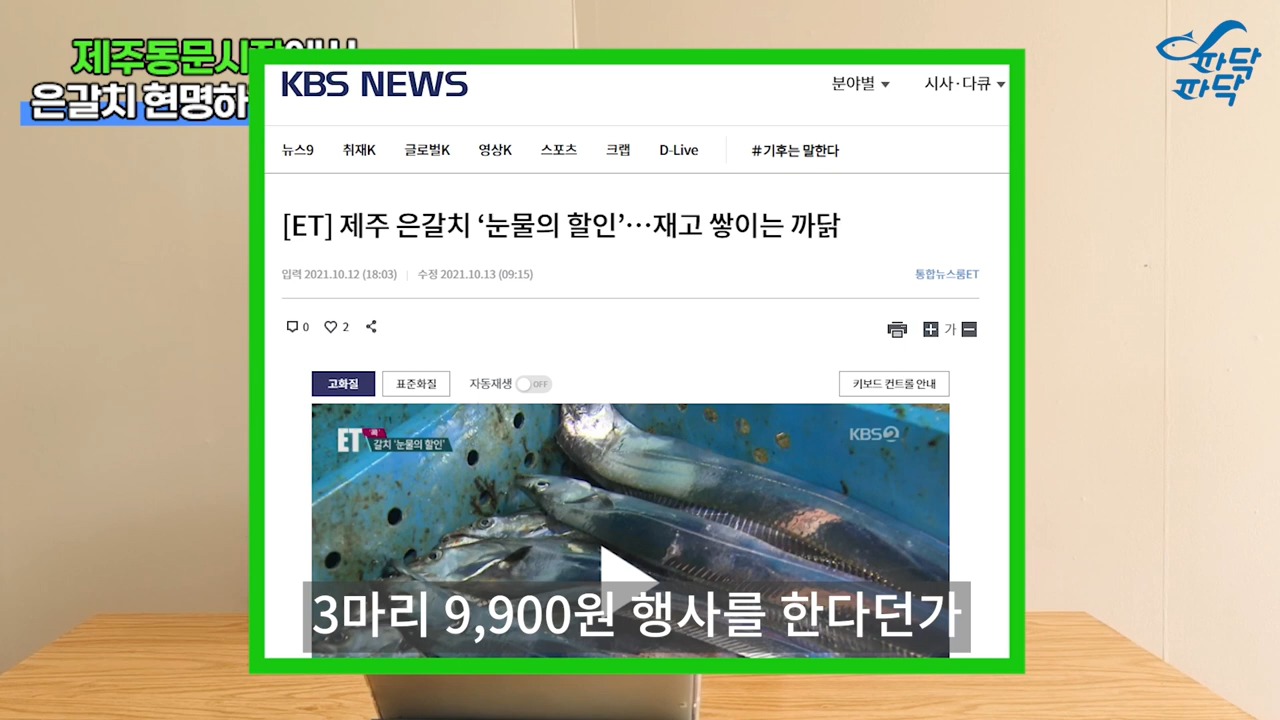 제주동문시장에서
은갈치 현명하
파닥
파닥
KBS NEWS
분야별 시사·다큐
뉴스9 취재K 글로벌K 영상K 스포츠 크랩 D-Live #기후는 말한다
[ET] 제주 은갈치 ‘눈물의 할인’…재고 쌓이는 까닭
입력 2021.10.12 (18:03) 수정 2021.10.13 (09:15) 통합뉴스룸ET
0 2 가
고화질 표준화질 자동재생 OFF 키보드 컨트롤 안내
ET 콕 갈치 ‘눈물의 할인’ KBS2
3마리 9,900원 행사를 한다던가